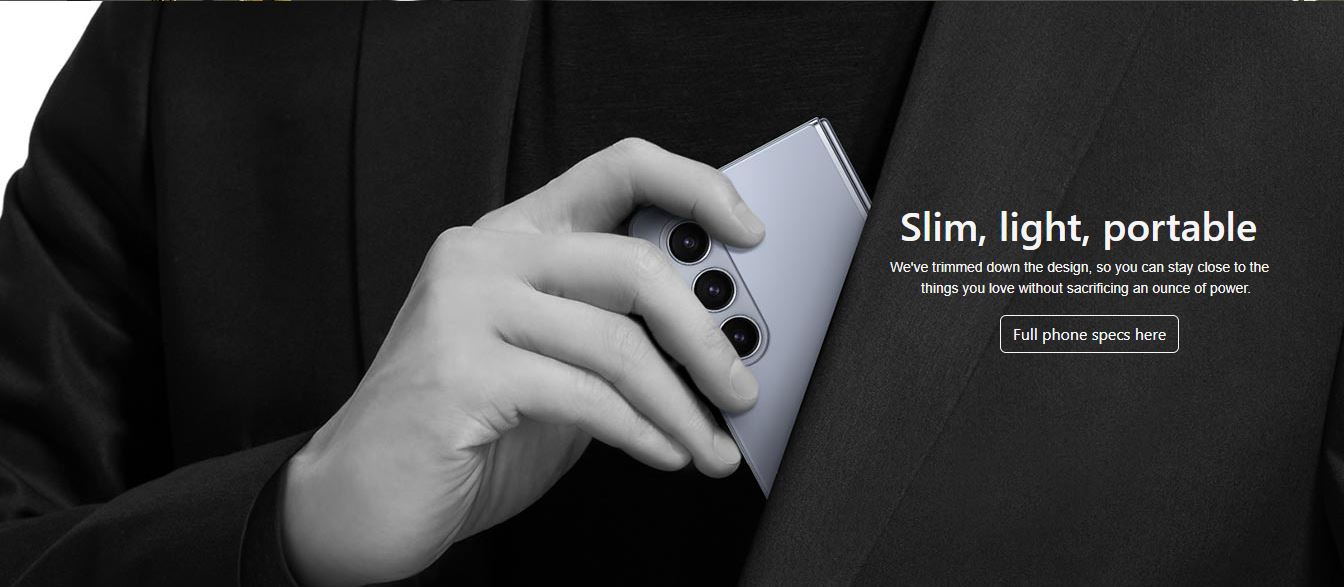 Slim, light, portable
We've trimmed down the design, so you can stay close to the
things you love without sacrificing an ounce of power.
Full phone specs here